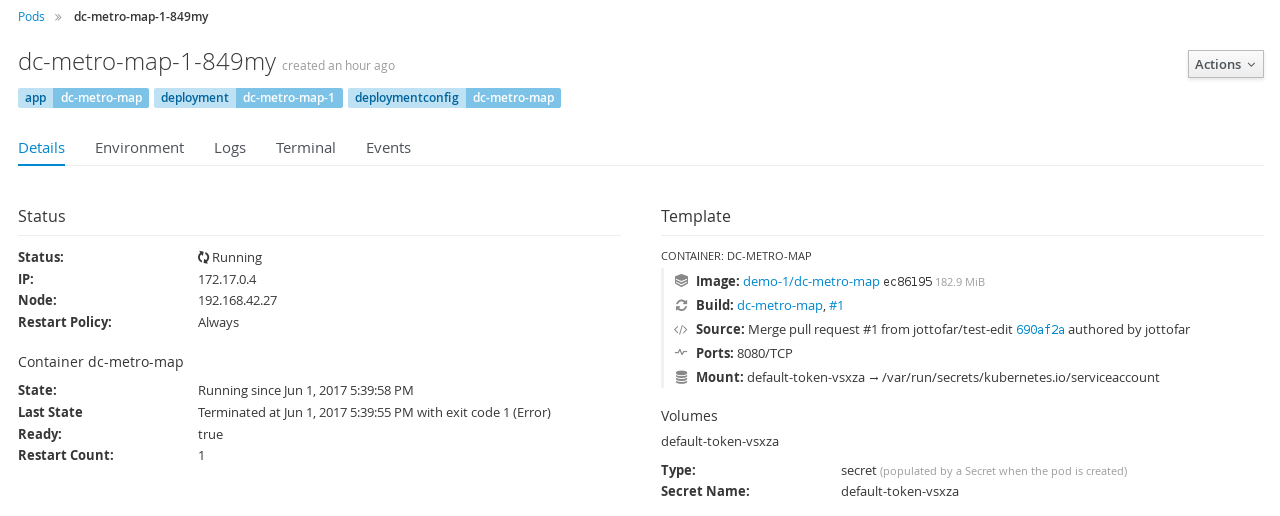 Pods » dc-metro-map-1-849my
dc-metro-map-1-849my created an hour ago
Actions
app dc-metro-map deployment dc-metro-map-1 deploymentconfig dc-metro-map
Details Environment Logs Terminal Events
Status
Status: Running
IP: 172.17.0.4
Node: 192.168.42.27
Restart Policy: Always
Container dc-metro-map
State: Running since Jun 1, 2017 5:39:58 PM
Last State Terminated at Jun 1, 2017 5:39:55 PM with exit code 1 (Error)
Ready: true
Restart Count: 1
Template
CONTAINER: DC-METRO-MAP
Image: demo-1/dc-metro-map ec86195 182.9 MiB
Build: dc-metro-map, #1
Source: Merge pull request #1 from jottofar/test-edit 690af2a authored by jottofar
Ports: 8080/TCP
Mount: default-token-vsxza → /var/run/secrets/kubernetes.io/serviceaccount
Volumes
default-token-vsxza
Type: secret (populated by a Secret when the pod is created)
Secret Name: default-token-vsxza